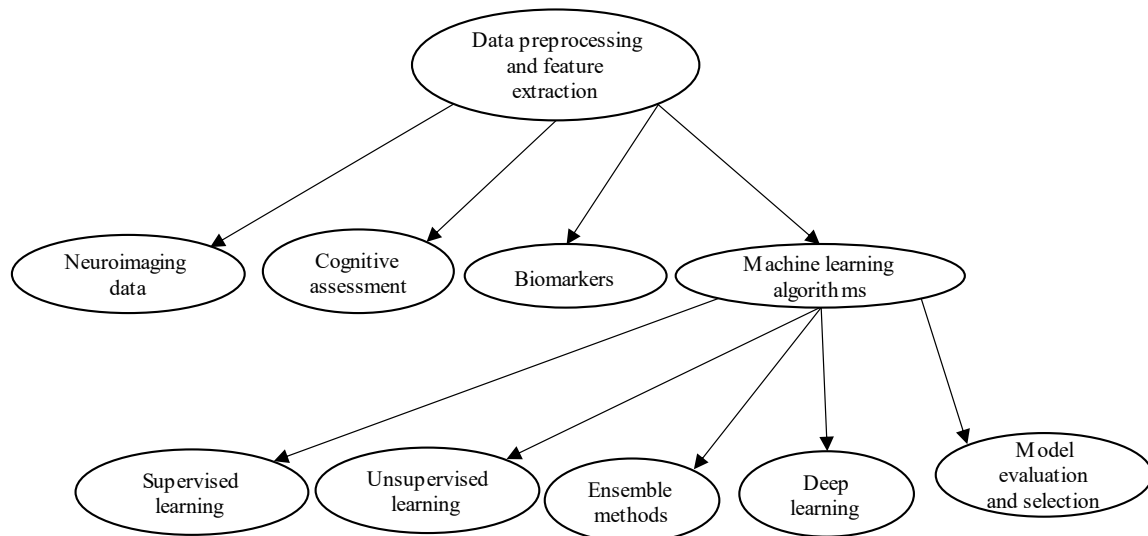 Data preprocessing
and feature
extraction
Neuroimaging
data
Cognitive
assessment
Biomarkers
Machine learning
algorithms
Supervised
learning
Unsupervised
learning
Ensemble
methods
Deep
learning
Model
evaluation
and selection